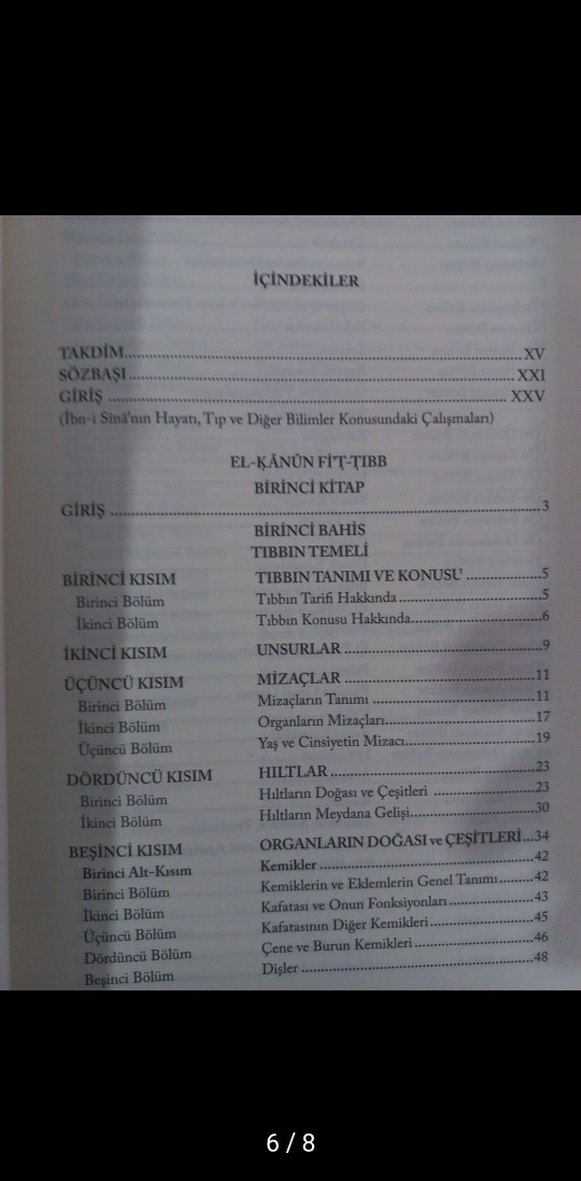 İÇİNDEKİLER
TAKDİM.......... XV
SÖZBAŞI.......... XXI
GİRİŞ .......... XXV
(İbn-i Sînâ'nın Hayatı, Tıp ve Diğer Bilimler Konusundaki Çalışmaları)
EL-ḲÂNÛN Fİ'Ṭ-ṬIBB
BİRİNCİ KİTAP
GİRİŞ ..........3
BİRİNCİ BAHİS
TIBBIN TEMELİ
BİRİNCİ KISIM TIBBIN TANIMI VE KONUSU ..........5
Birinci Bölüm Tıbbın Tarifi Hakkında ..........5
İkinci Bölüm Tıbbın Konusu Hakkında..........6
İKİNCİ KISIM UNSURLAR ..........9
ÜÇÜNCÜ KISIM MİZAÇLAR ..........11
Birinci Bölüm Mizaçların Tanımı ..........11
İkinci Bölüm Organların Mizaçları..........17
Üçüncü Bölüm Yaş ve Cinsiyetin Mizacı..........19
DÖRDÜNCÜ KISIM HILTLAR ..........23
Birinci Bölüm Hıltların Doğası ve Çeşitleri ..........23
İkinci Bölüm Hıltların Meydana Gelişi..........30
BEŞİNCİ KISIM ORGANLARIN DOĞASI ve ÇEŞİTLERİ...34
Birinci Alt-Kısım Kemikler ..........42
Birinci Bölüm Kemiklerin ve Eklemlerin Genel Tanımı..........42
İkinci Bölüm Kafatası ve Onun Fonksiyonları ..........43
Üçüncü Bölüm Kafatasının Diğer Kemikleri..........45
Dördüncü Bölüm Çene ve Burun Kemikleri ..........46
Beşinci Bölüm Dişler ..........48
6 / 8